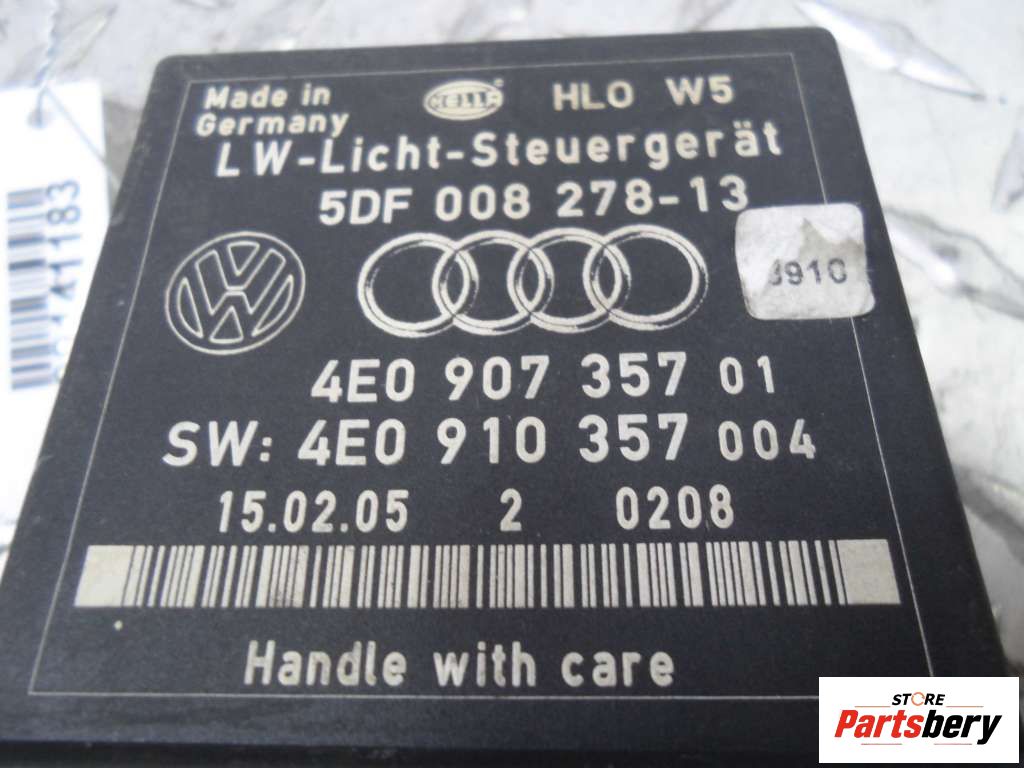 Made in
Germany
HELLA
HLO W5
LW-Licht-Steuergerät
5DF 008 278-13
4E0 907 357 01
SW: 4E0 910 357 004
15.02.05 2 0208
Handle with care
411183
STORE
Partsbery